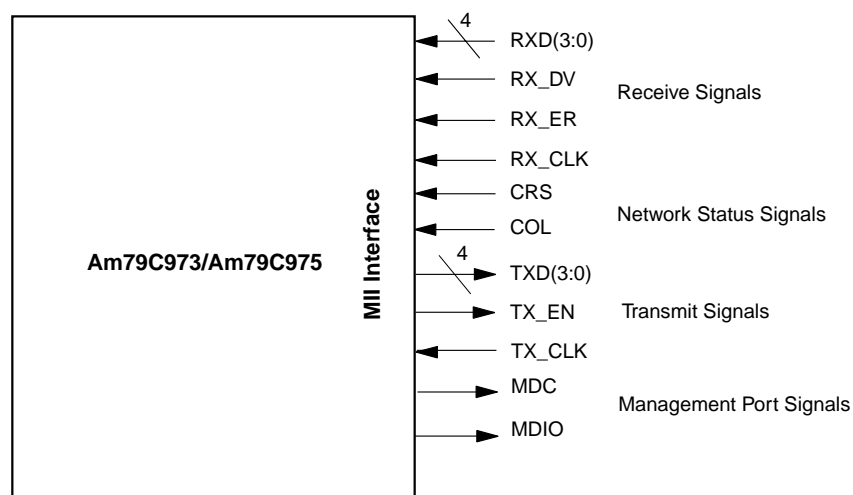 4
RXD(3:0)
RX_DV
Receive Signals
RX_ER
RX_CLK
MII Interface
CRS
Network Status Signals
COL
Am79C973/Am79C975
4
TXD(3:0)
TX_EN
Transmit Signals
TX_CLK
MDC
Management Port Signals
MDIO